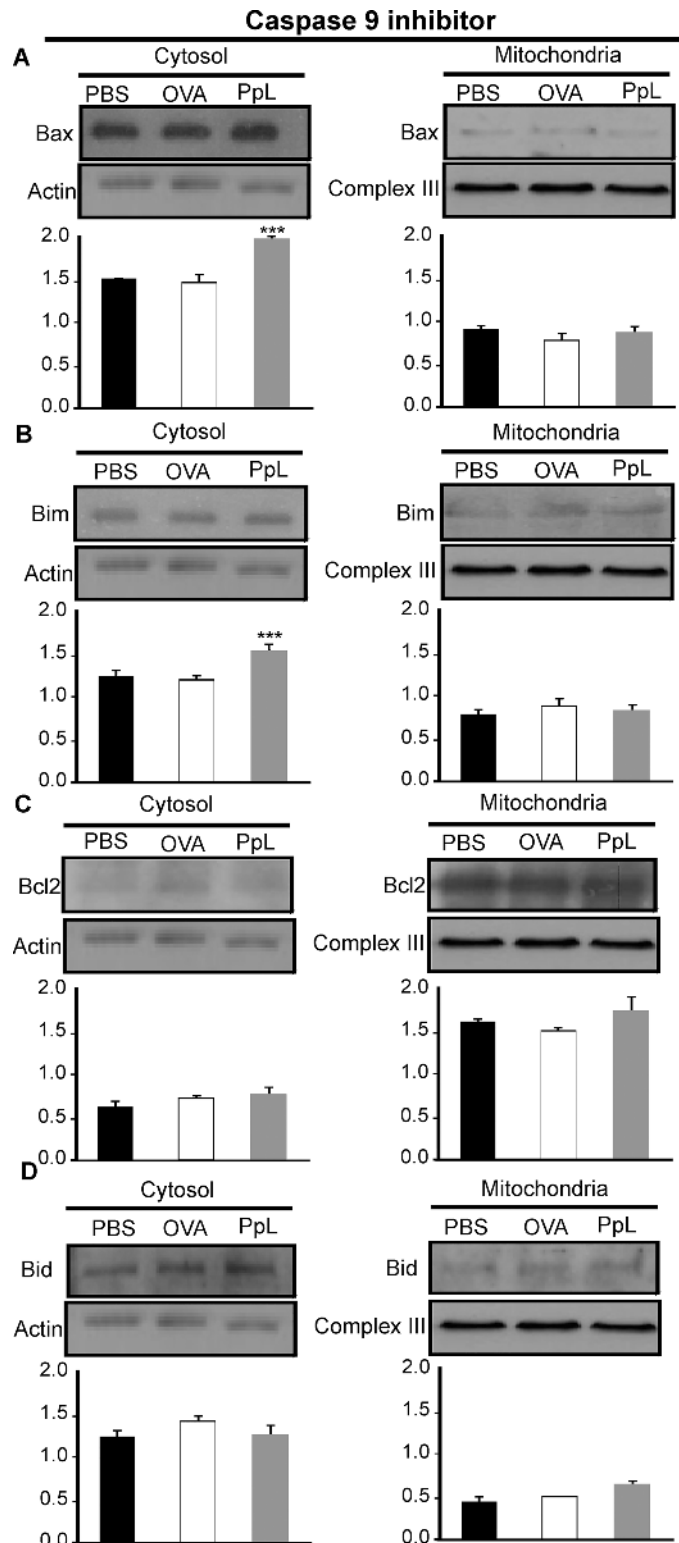 Caspase 9 inhibitor
A
Cytosol
PBS OVA PpL
Bax
Actin
2.0
***
1.5
1.0
0.5
0.0
Mitochondria
PBS OVA PpL
Bax
Complex III
2.0
1.5
1.0
0.5
0.0
B
Cytosol
PBS OVA PpL
Bim
Actin
2.0
***
1.5
1.0
0.5
0.0
Mitochondria
PBS OVA PpL
Bim
Complex III
2.0
1.5
1.0
0.5
0.0
C
Cytosol
PBS OVA PpL
Bcl2
Actin
2.0
1.5
1.0
0.5
0.0
Mitochondria
PBS OVA PpL
Bcl2
Complex III
2.0
1.5
1.0
0.5
0.0
D
Cytosol
PBS OVA PpL
Bid
Actin
2.0
1.5
1.0
0.5
0.0
Mitochondria
PBS OVA PpL
Bid
Complex III
2.0
1.5
1.0
0.5
0.0